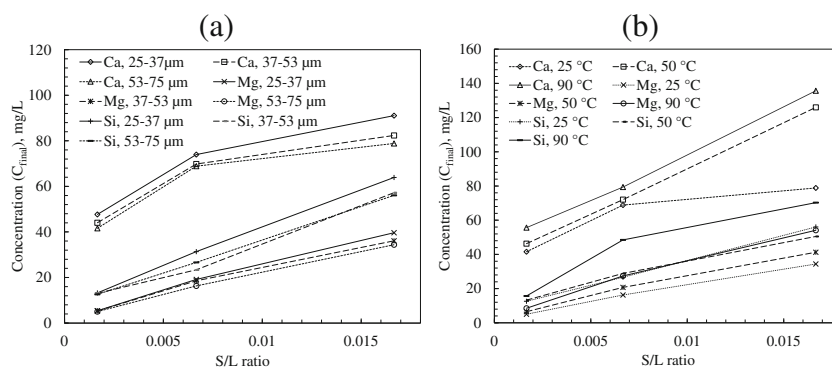 (a)
120
100
80
60
40
20
0
Concentration (C_final), mg/L
Ca, 25-37μm
Ca, 37-53 μm
Ca, 53-75 μm
Mg, 25-37 μm
Mg, 37-53 μm
Mg, 53-75 μm
Si, 25-37 μm
Si, 37-53 μm
Si, 53-75 μm
0
0.005
0.01
0.015
S/L ratio
(b)
160
140
120
100
80
60
40
20
0
Concentration (C_final), mg/L
Ca, 25 °C
Ca, 50 °C
Ca, 90 °C
Mg, 25 °C
Mg, 50 °C
Mg, 90 °C
Si, 25 °C
Si, 50 °C
Si, 90 °C
0
0.005
0.01
0.015
S/L ratio